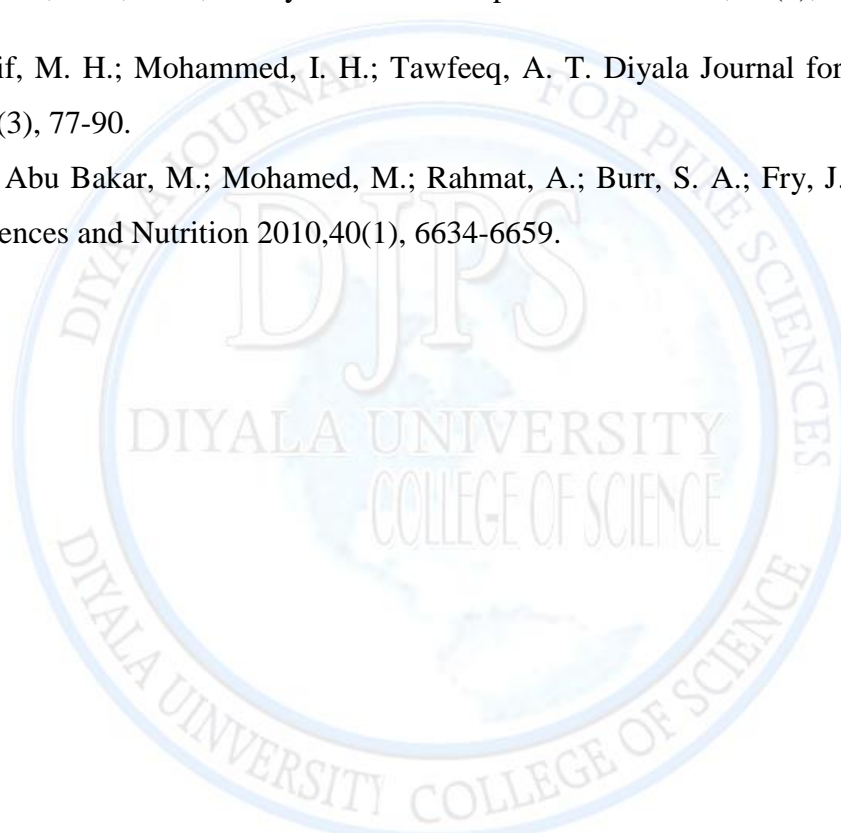 if, M. H.; Mohammed, I. H.; Tawfeeq, A. T. Diyala Journal for
(3), 77-90.
Abu Bakar, M.; Mohamed, M.; Rahmat, A.; Burr, S. A.; Fry, J.
ences and Nutrition 2010,40(1), 6634-6659.
DIYALA JOURNAL FOR PURE SCIENCES
DJPS
DIYALA UNIVERSITY
COLLEGE OF SCIENCE
DIYALA UINVERSITY COLLEGE OF SCIENCE